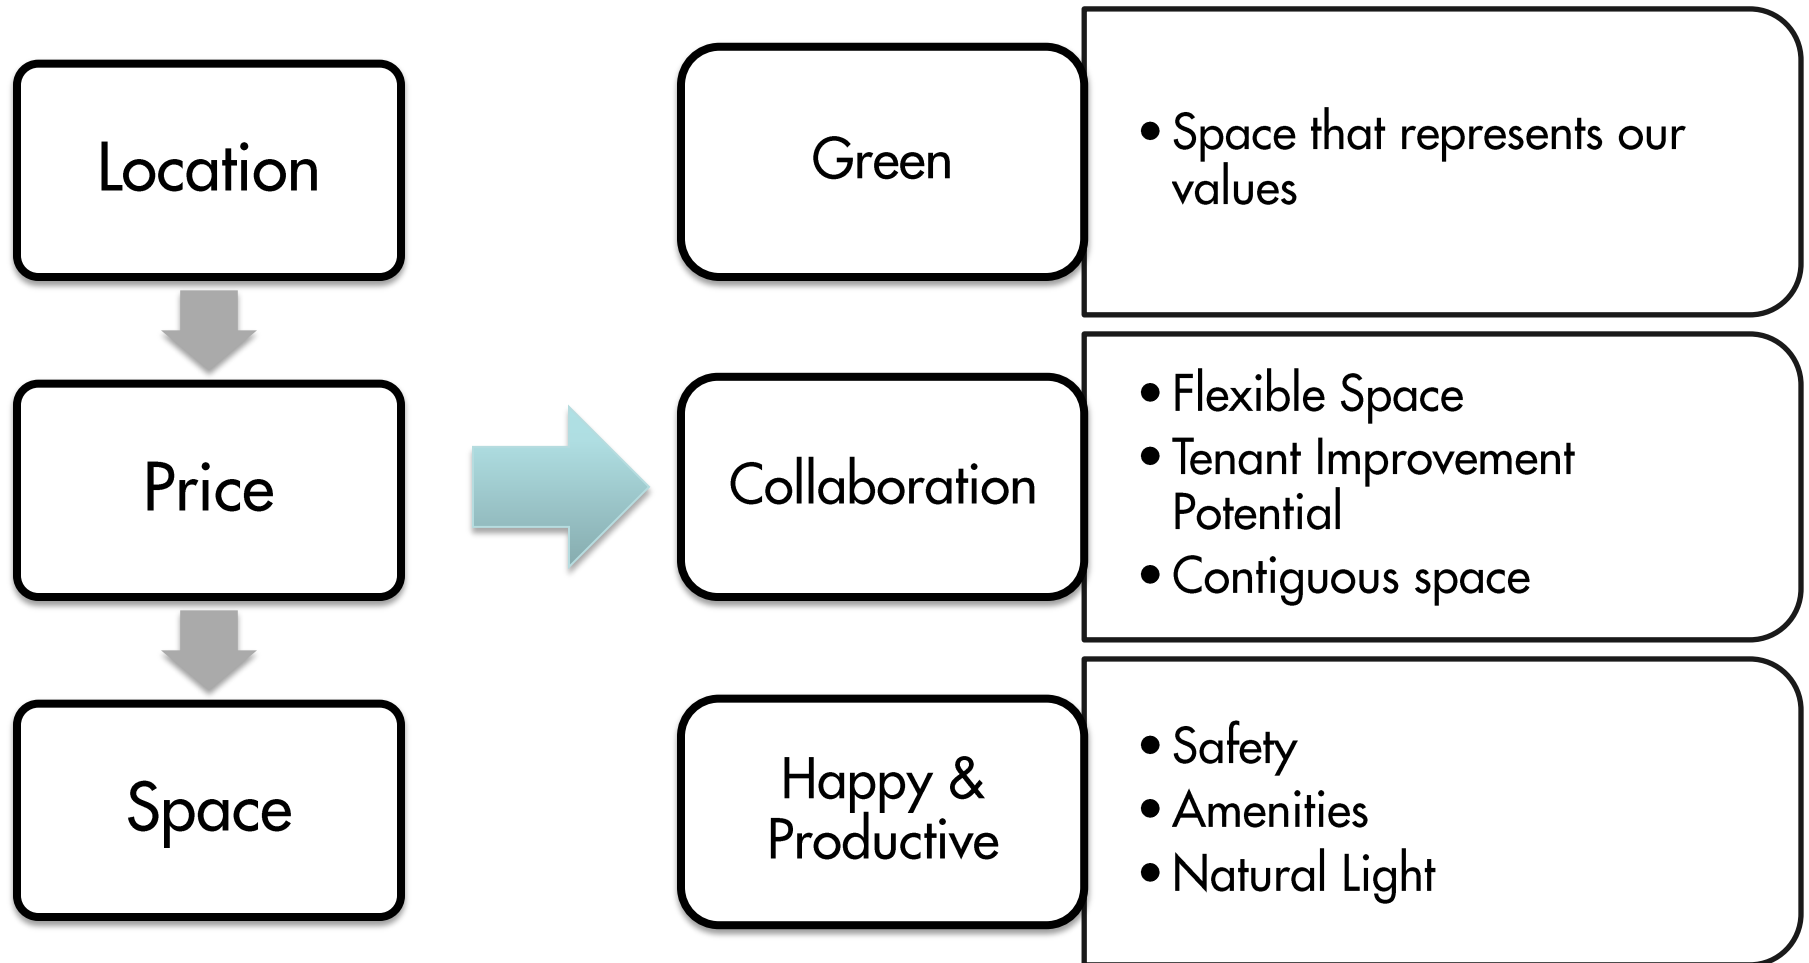 Location
Price
Space
Green
• Space that represents our
values
Collaboration
• Flexible Space
• Tenant Improvement
Potential
• Contiguous space
Happy &
Productive
• Safety
• Amenities
• Natural Light